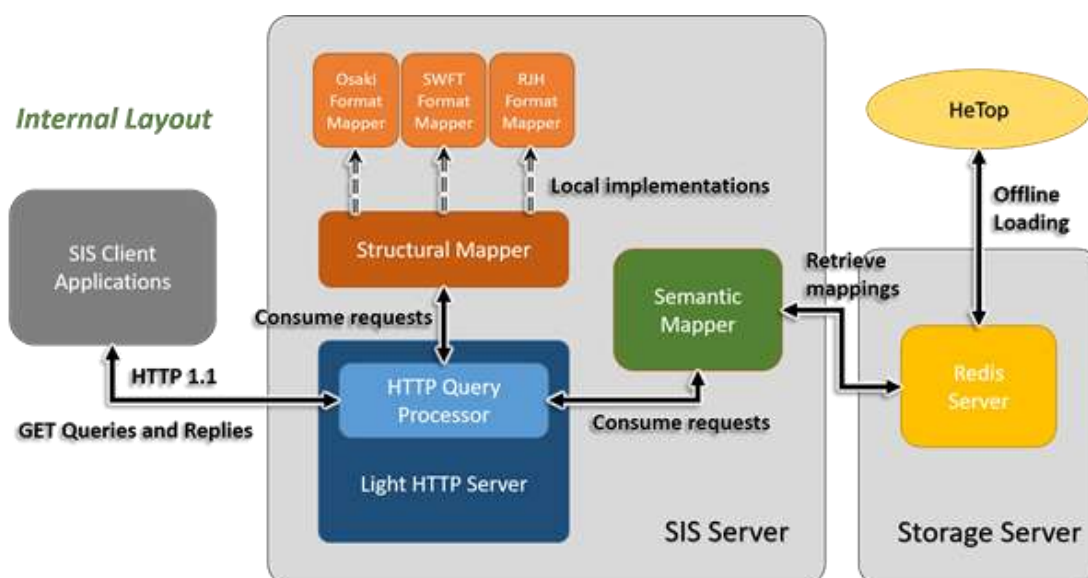 Internal Layout
SIS Client
Applications
HTTP 1.1
GET Queries and Replies
Osaki
Format
Mapper
SWFT
Format
Mapper
RJH
Format
Mapper
Local implementations
Structural Mapper
Consume requests
HTTP Query
Processor
Light HTTP Server
Semantic
Mapper
Consume requests
SIS Server
Retrieve
mappings
HeTop
Offline
Loading
Redis
Server
Storage Server